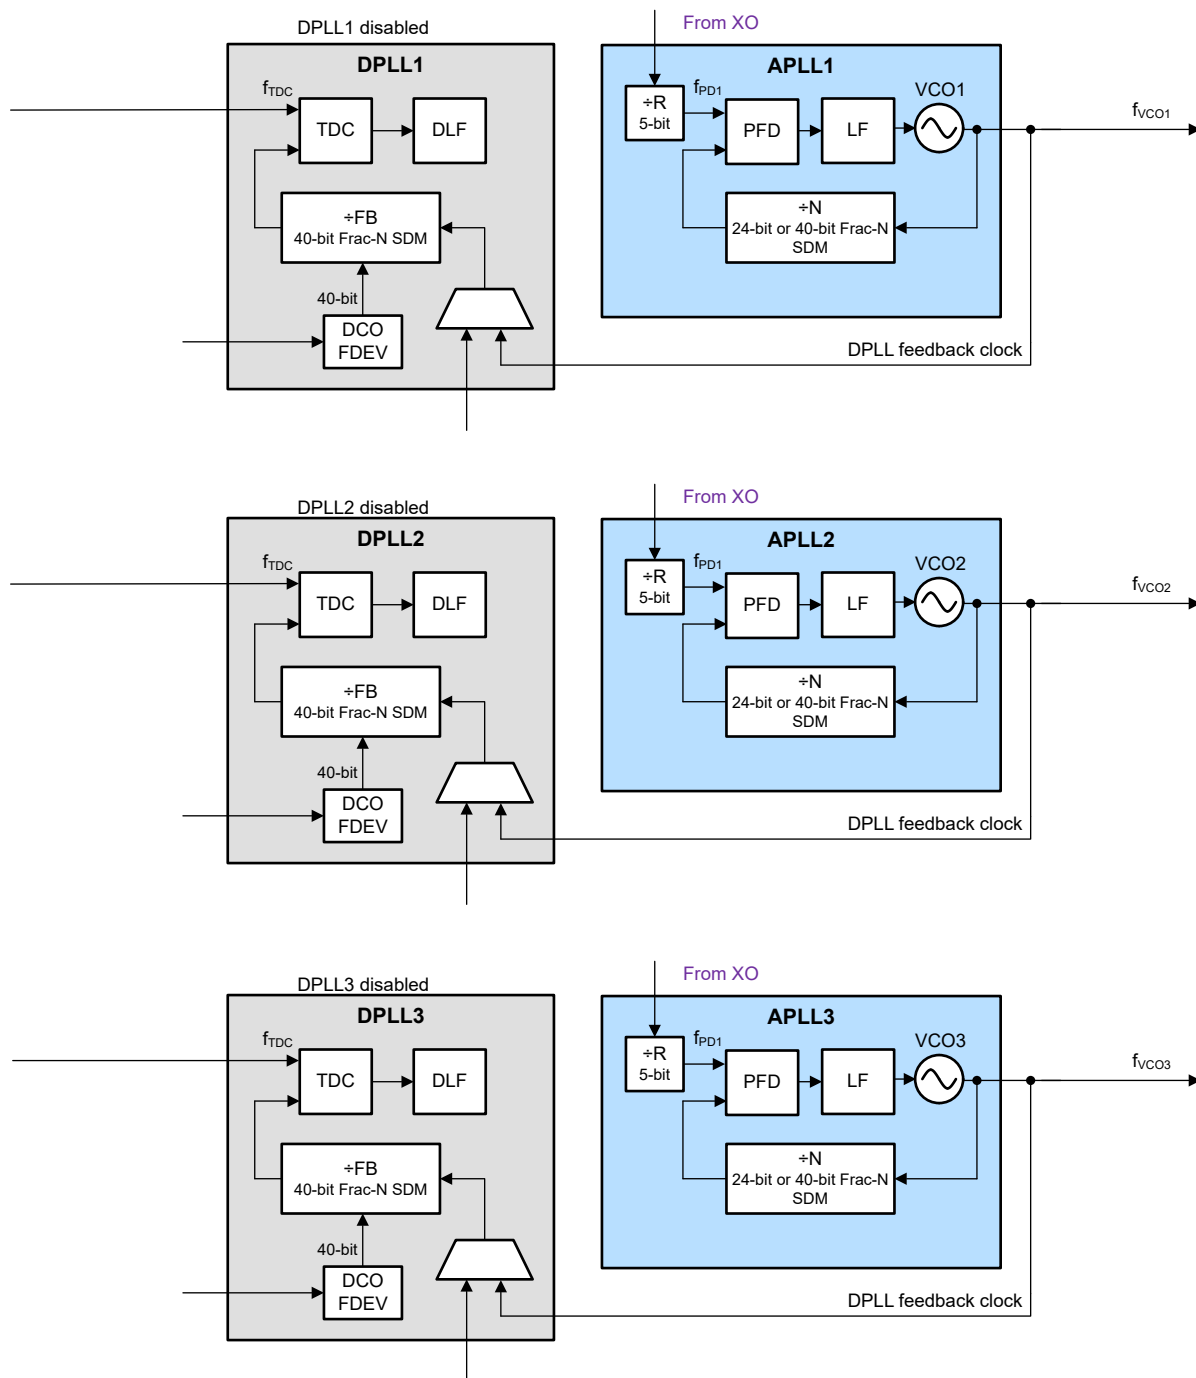 DPLL1 disabled
From XO
DPLL1
APLL1
fTDC
TDC
DLF
÷R
5-bit
fPD1
PFD
LF
VCO1
fVCO1
÷FB
40-bit Frac-N SDM
÷N
24-bit or 40-bit Frac-N
SDM
40-bit
DCO
FDEV
DPLL feedback clock
DPLL2 disabled
From XO
DPLL2
APLL2
fTDC
TDC
DLF
÷R
5-bit
fPD1
PFD
LF
VCO2
fVCO2
÷FB
40-bit Frac-N SDM
÷N
24-bit or 40-bit Frac-N
SDM
40-bit
DCO
FDEV
DPLL feedback clock
DPLL3 disabled
From XO
DPLL3
APLL3
fTDC
TDC
DLF
÷R
5-bit
fPD1
PFD
LF
VCO3
fVCO3
÷FB
40-bit Frac-N SDM
÷N
24-bit or 40-bit Frac-N
SDM
40-bit
DCO
FDEV
DPLL feedback clock